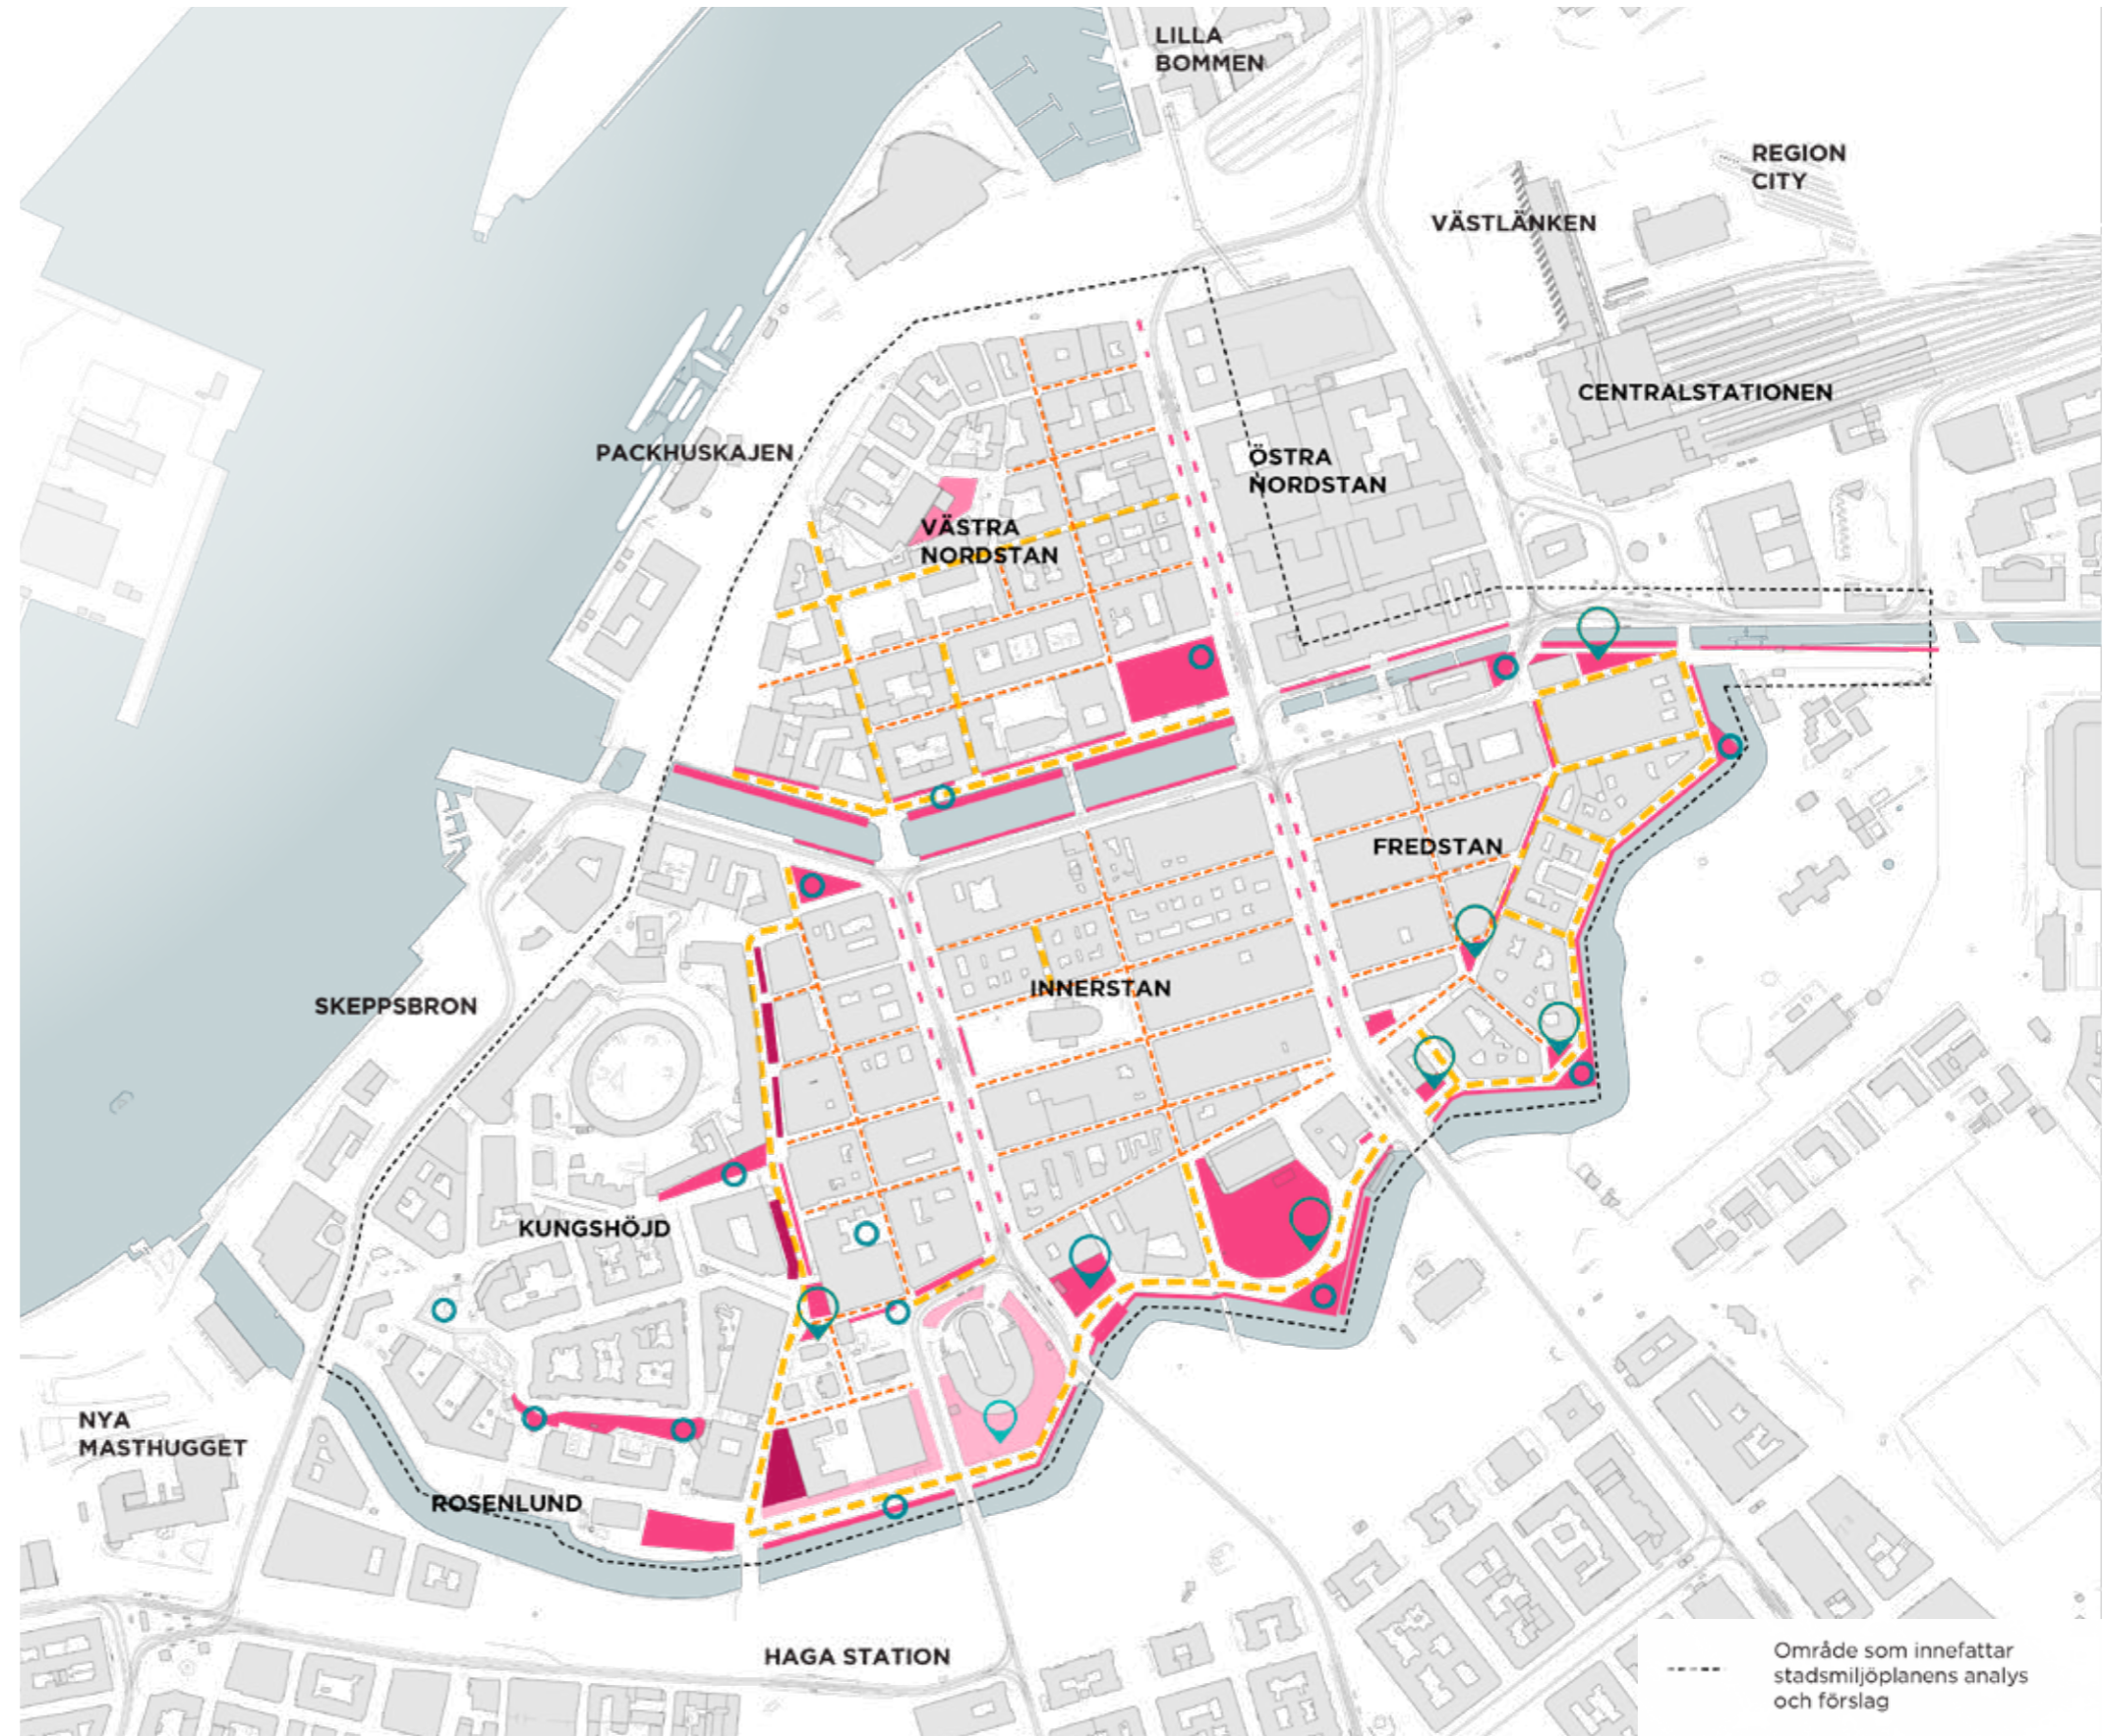 LILLA
BOMMEN
REGION
CITY
VÄSTLÄNKEN
CENTRALSTATIONEN
PACKHUSKAJEN
ÖSTRA
NORDSTAN
VÄSTRA
NORDSTAN
FREDSTAN
INNERSTAN
SKEPPSBRON
KUNGSHÖJD
NYA
MASTHUGGET
ROSENLUND
HAGA STATION
Område som innefattar
stadsmiljöplanens analys
och förslag